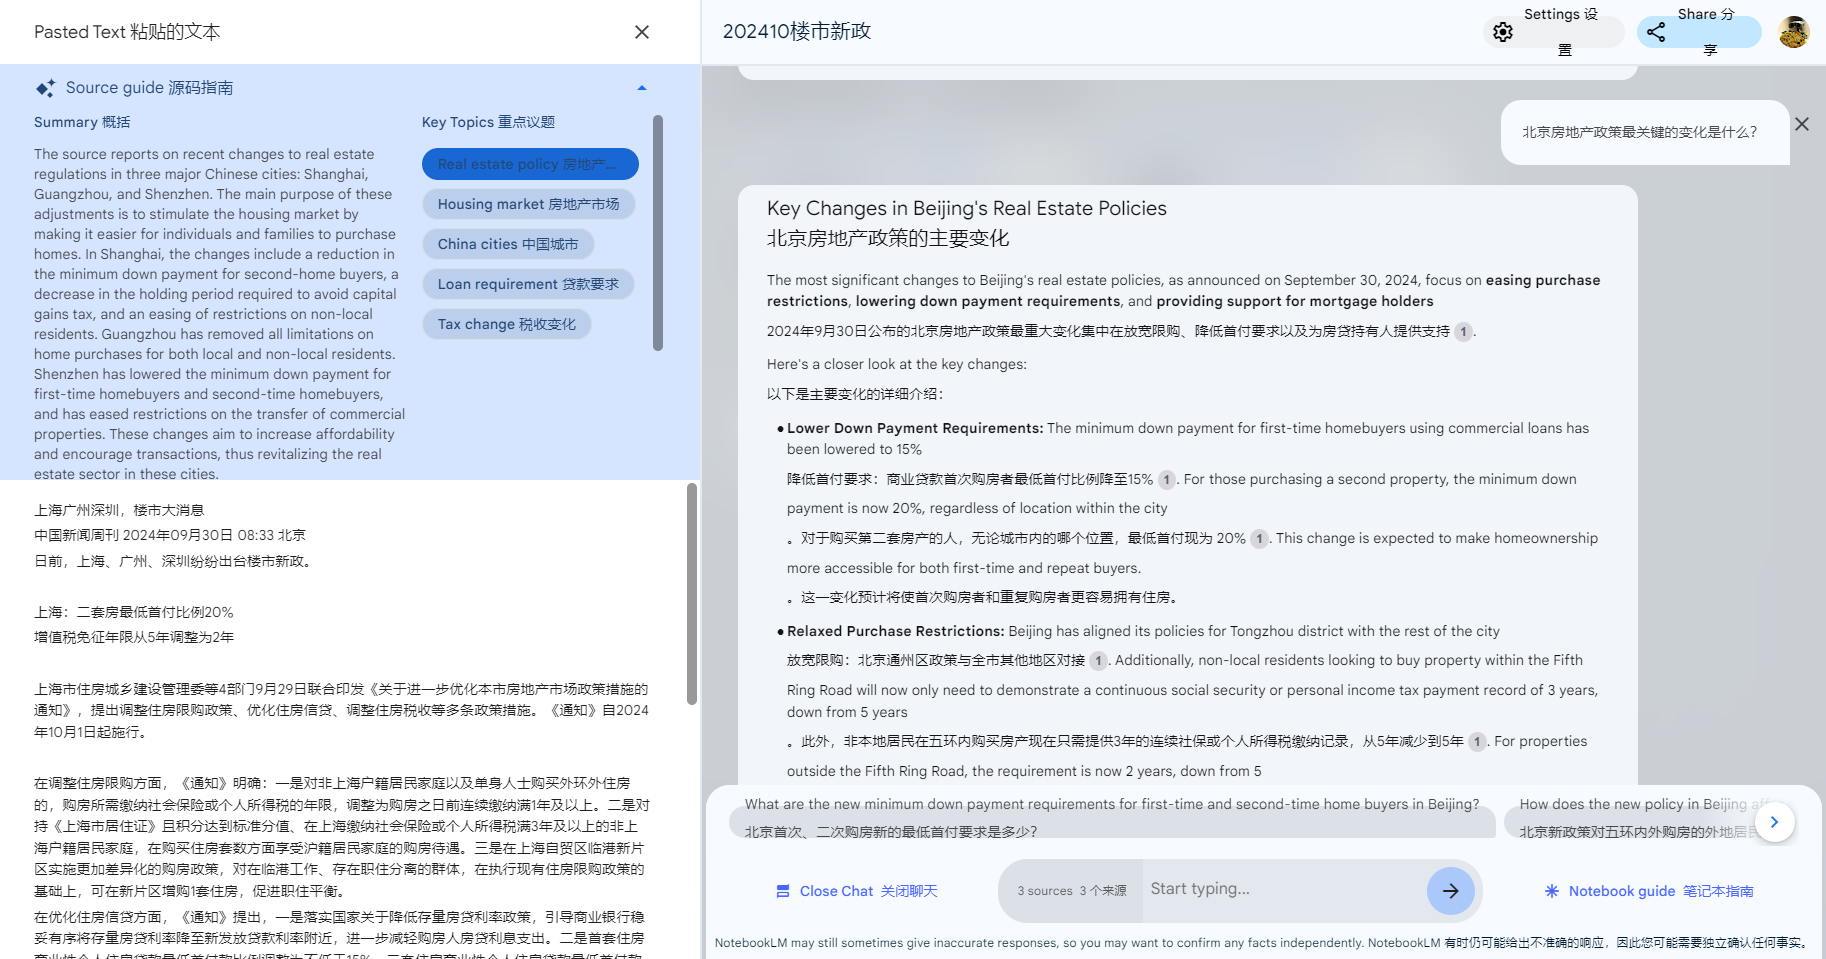 Pasted Text 粘贴的文本
Source guide 源码指南
Summary 概括
The source reports on recent changes to real estate
regulations in three major Chinese cities: Shanghai,
Guangzhou, and Shenzhen. The main purpose of these
adjustments is to stimulate the housing market by
making it easier for individuals and families to purchase
homes. In Shanghai, the changes include a reduction in
the minimum down payment for second-home buyers, a
decrease in the holding period required to avoid capital
gains tax, and an easing of restrictions on non-local
residents. Guangzhou has removed all limitations on
home purchases for both local and non-local residents.
Shenzhen has lowered the minimum down payment for
first-time homebuyers and second-time homebuyers,
and has eased restrictions on the transfer of commercial
properties. These changes aim to increase affordability
and encourage transactions, thus revitalizing the real
estate sector in these cities.
Key Topics 重点议题
Real estate policy 房地产...
Housing market 房地产市场
China cities 中国城市
Loan requirement 贷款要求
Tax change 税收变化
上海广州深圳，楼市大消息
中国新闻周刊 2024年09月30日 08:33 北京
日前，上海、广州、深圳纷纷出台楼市新政。
上海：二套房最低首付比例20%
增值税免征年限从5年调整为2年
上海市住房城乡建设管理委等4部门9月29日联合印发《关于进一步优化本市房地产市场政策措施的
通知》，提出调整住房限购政策、优化住房信贷、调整住房税收等多条政策措施。《通知》自2024
年10月1日起施行。
在调整住房限购方面，《通知》明确：一是对非上海户籍居民家庭以及单身人士购买外环外住房
的，购房所需缴纳社会保险或个人所得税的年限，调整为购房之日前连续缴纳满1年及以上。二是对
持《上海市居住证》且积分达到标准分值、在上海缴纳社会保险或个人所得税满3年及以上的非上
海户籍居民家庭，在购买住房套数方面享受沪籍居民家庭的购房待遇。三是在上海自贸区临港新片
区实施更加差异化的购房政策，对在临港工作、存在职住分离的群体，在执行现有住房限购政策的
基础上，可在新片区增购1套住房，促进职住平衡。
在优化住房信贷方面，《通知》提出，一是落实国家关于降低存量房贷利率政策，引导商业银行稳
妥有序将存量房贷利率降至新发放贷款利率附近，进一步减轻购房人房贷利息支出。二是首套住房
商业性个人住房贷款最低首付款比例调整为不低于15%，二套住房商业性个人住房贷款最低首付款
202410楼市新政
Settings 设置
Share 分享
北京房地产政策最关键的变化是什么？
Key Changes in Beijing's Real Estate Policies
北京房地产政策的主要变化
The most significant changes to Beijing's real estate policies, as announced on September 30, 2024, focus on easing purchase
restrictions, lowering down payment requirements, and providing support for mortgage holders
2024年9月30日公布的北京房地产政策最重大变化集中在放宽限购、降低首付要求以及为房贷持有人提供支持 1.
Here's a closer look at the key changes:
以下是主要变化的详细介绍：
● Lower Down Payment Requirements: The minimum down payment for first-time homebuyers using commercial loans has
been lowered to 15%
降低首付要求：商业贷款首次购房者最低首付比例降至15% 1. For those purchasing a second property, the minimum down
payment is now 20%, regardless of location within the city
。对于购买第二套房产的人，无论城市内的哪个位置，最低首付现为 20% 1. This change is expected to make homeownership
more accessible for both first-time and repeat buyers.
。这一变化预计将使首次购房者和重复购房者更容易拥有住房。
● Relaxed Purchase Restrictions: Beijing has aligned its policies for Tongzhou district with the rest of the city
放宽限购：北京通州区政策与全市其他地区对接 1. Additionally, non-local residents looking to buy property within the Fifth
Ring Road will now only need to demonstrate a continuous social security or personal income tax payment record of 3 years,
down from 5 years
。此外，非本地居民在五环内购买房产现在只需提供3年的连续社保或个人所得税缴纳记录，从5年减少到5年 1. For properties
outside the Fifth Ring Road, the requirement is now 2 years, down from 5
What are the new minimum down payment requirements for first-time and second-time home buyers in Beijing?
北京首次、二次购房新的最低首付要求是多少？
How does the new policy in Beijing
北京新政策对五环内外购房的外地居民
Close Chat 关闭聊天
3 sources 3 个来源
Start typing...
Notebook guide 笔记本指南
NotebookLM may still sometimes give inaccurate responses, so you may want to confirm any facts independently. NotebookLM 有时仍可能给出不准确的响应，因此您可能需要独立确认任何事实。